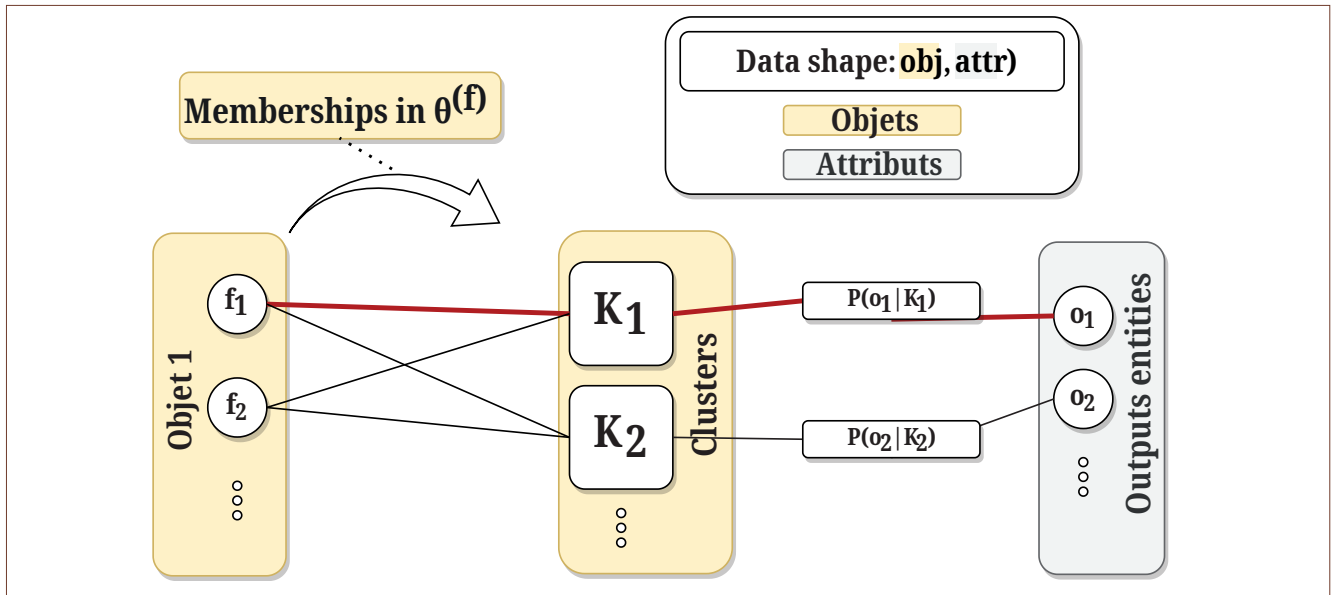 Data shape: obj, attr)
Objets
Attributs
Memberships in θ(f)
Objet 1
f1
f2
Clusters
K1
K2
P(o1|K1)
P(o2|K2)
Outputs entities
o1
o2